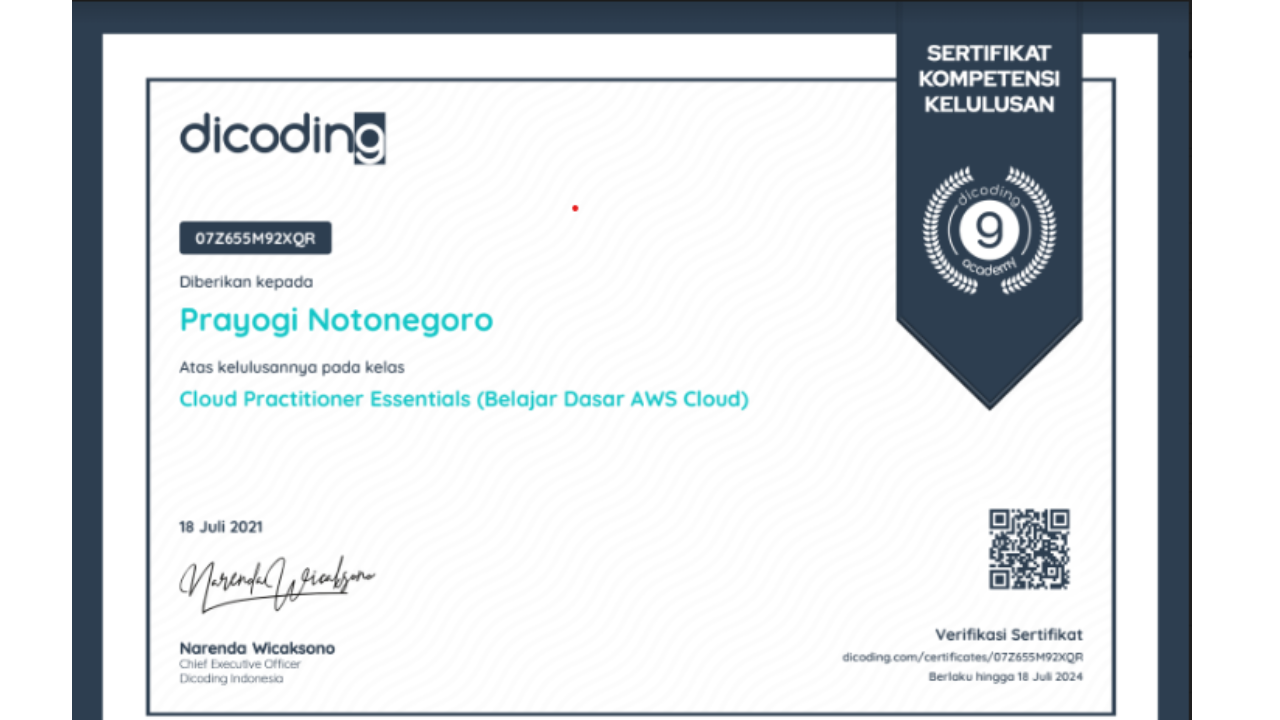 SERTIFIKAT
KOMPETENSI
KELULUSAN
dicoding
dicoding
9
academy
07Z655M92XQR
Diberikan kepada
Prayogi Notonegoro
Atas kelulusannya pada kelas
Cloud Practitioner Essentials (Belajar Dasar AWS Cloud)
18 Juli 2021
Narenda Wicaksono
Narenda Wicaksono
Chief Executive Officer
Dicoding Indonesia
Verifikasi Sertifikat
dicoding.com/certificates/07Z655M92XQR
Berlaku hingga 18 Juli 2024